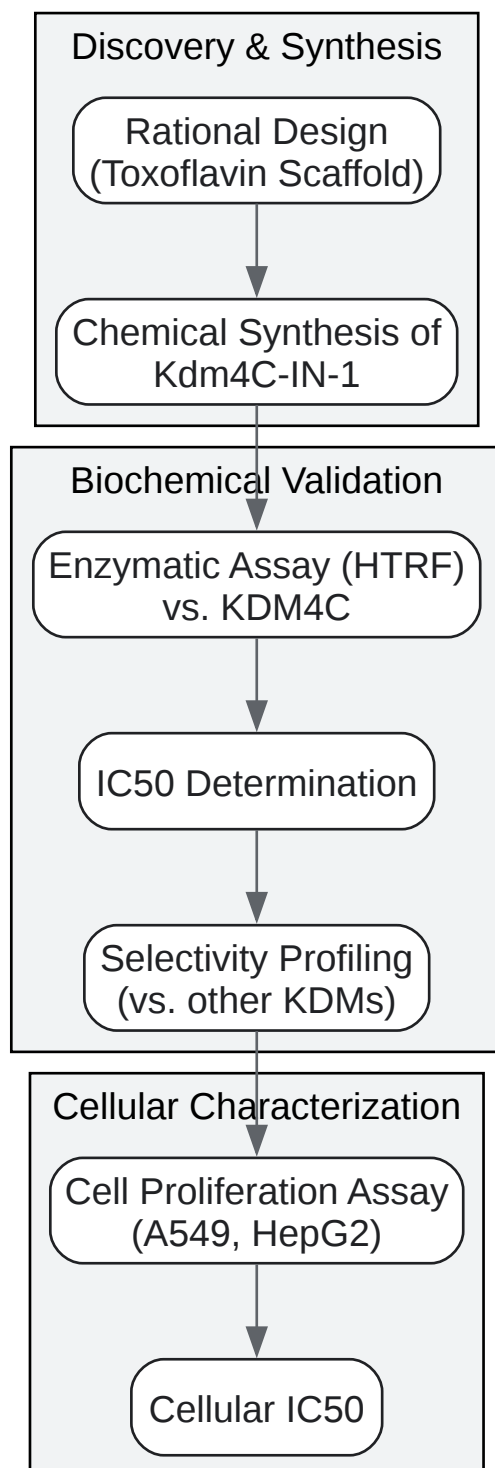 Discovery & Synthesis
Rational Design
(Toxoflavin Scaffold)
Chemical Synthesis of
Kdm4C-IN-1
Biochemical Validation
Enzymatic Assay (HTRF)
vs. KDM4C
IC50 Determination
Selectivity Profiling
(vs. other KDMs)
Cellular Characterization
Cell Proliferation Assay
(A549, HepG2)
Cellular IC50